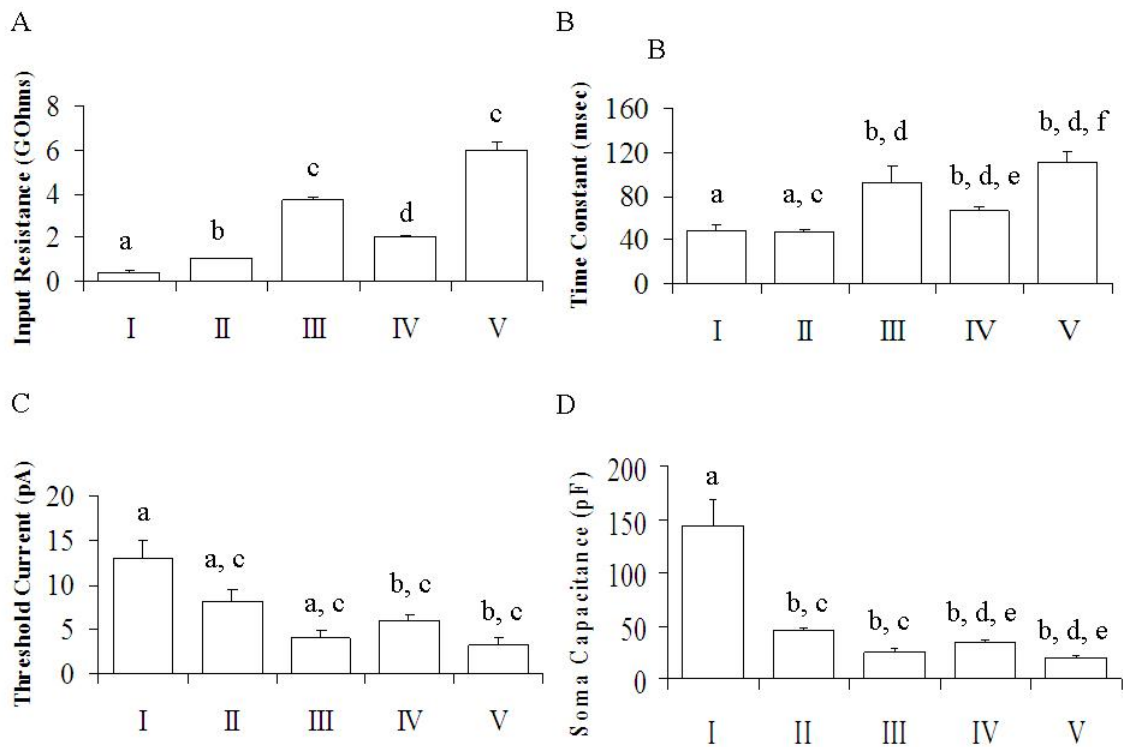 A
Input Resistance (GOhms)
8
6
4
2
0
a
b
c
d
c
I II III IV V
B
B
Time Constant (msec)
160
120
80
40
0
a
a, c
b, d
b, d, e
b, d, f
I II III IV V
C
Threshold Current (pA)
20
15
10
5
0
a
a, c
a, c
b, c
b, c
I II III IV V
D
Soma Capacitance (pF)
200
150
100
50
0
a
b, c
b, c
b, d, e
b, d, e
I II III IV V